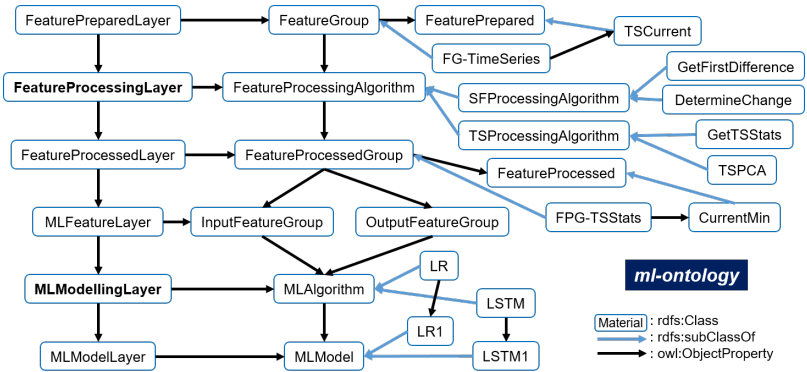 FeaturePreparedLayer
FeatureGroup
FeaturePrepared
TSCurrent
FG-TimeSeries
GetFirstDifference
FeatureProcessingLayer
FeatureProcessingAlgorithm
SFProcessingAlgorithm
DetermineChange
TSProcessingAlgorithm
GetTSStats
FeatureProcessedLayer
FeatureProcessedGroup
FeatureProcessed
TSPCA
MLFeatureLayer
InputFeatureGroup
OutputFeatureGroup
FPG-TSStats
CurrentMin
LR
ml-ontology
MLModellingLayer
MLAlgorithm
LSTM
LR1
MLModelLayer
MLModel
LSTM1
Material : rdfs:Class
: rdfs:subClassOf
: owl:ObjectProperty